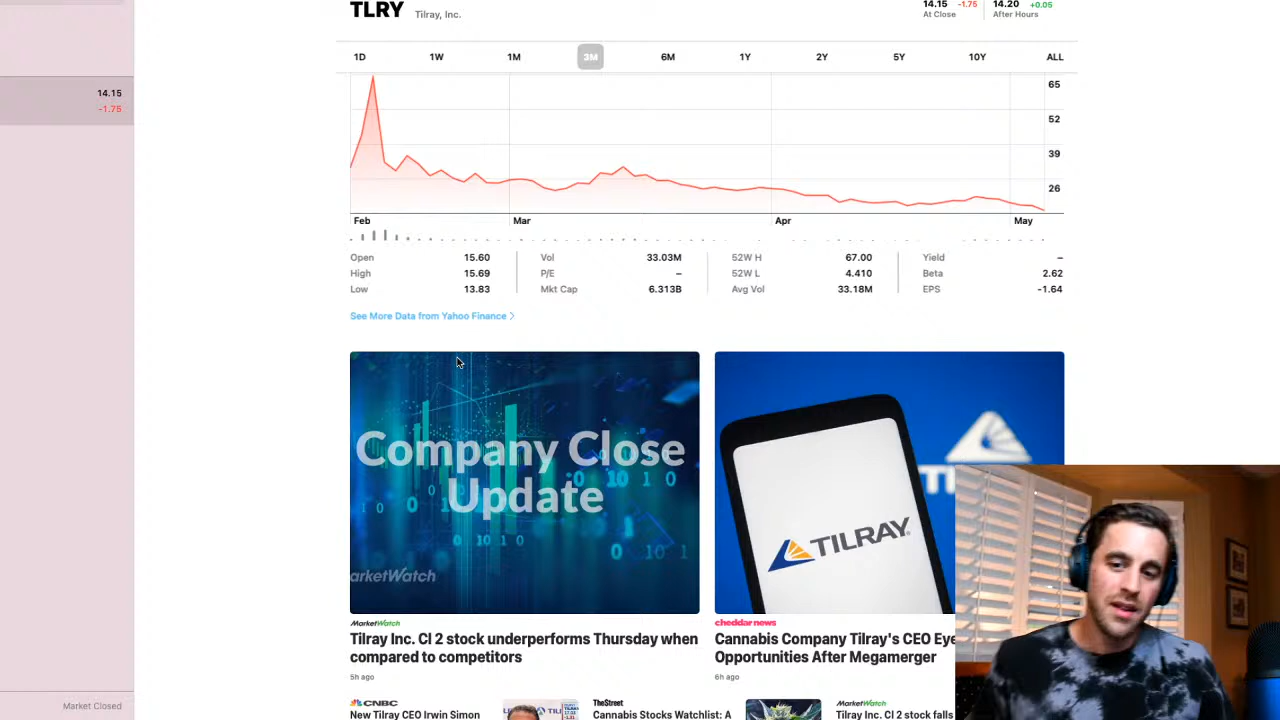 TLRY Tilray, Inc.
14.15 -1.75 14.20 +0.05
At Close After Hours
1D 1W 1M 3M 6M 1Y 2Y 5Y 10Y ALL
14.15
-1.75
65
52
39
26
Feb Mar Apr May
Open 15.60 Vol 33.03M 52W H 67.00 Yield –
High 15.69 P/E – 52W L 4.410 Beta 2.62
Low 13.83 Mkt Cap 6.313B Avg Vol 33.18M EPS -1.64
See More Data from Yahoo Finance >
Company Close
Update
arketWatch
TILRAY
MarketWatch
Tilray Inc. Cl 2 stock underperforms Thursday when
compared to competitors
5h ago
cheddar news
Cannabis Company Tilray's CEO Eye
Opportunities After Megamerger
6h ago
CNBC
New Tilray CEO Irwin Simon
TheStreet
Cannabis Stocks Watchlist: A
MarketWatch
Tilray Inc. Cl 2 stock falls
Market Closed